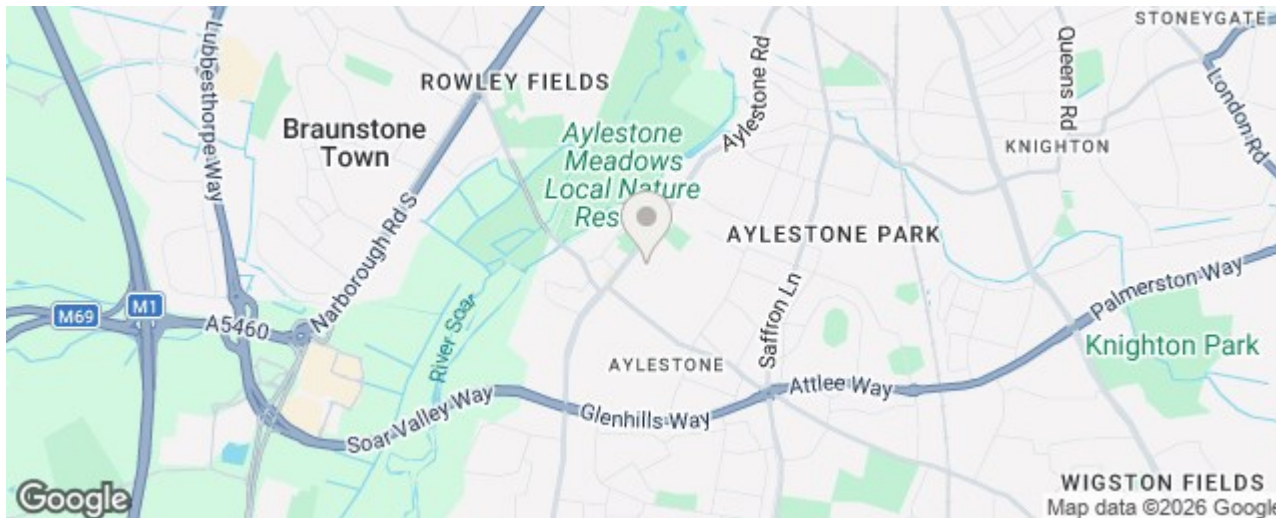 STONEYGATE
Lubbesthorpe Way
ROWLEY FIELDS
Aylestone Rd
Queens Rd
London Rd
Braunstone
Town
Aylestone
Meadows
Local Nature
Res
KNIGHTON
Narborough Rd S
AYLESTONE PARK
Palmerston Way
M69
M1
A5460
River Soar
Saffron Ln
Knighton Park
AYLESTONE
Attlee Way
Soar Valley Way
Glenhills Way
WIGSTON FIELDS
Google
Map data ©2026 Google